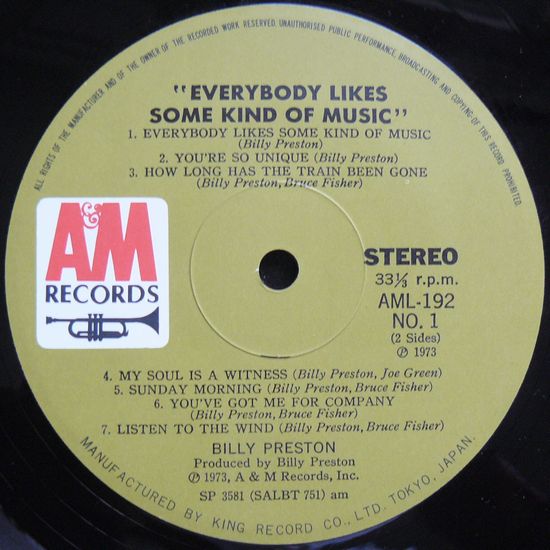 ALL RIGHTS OF THE MANUFACTURER AND OF THE OWNER OF THE RECORDED WORK RESERVED. UNAUTHORISED PUBLIC PERFORMANCE, BROADCASTING AND COPYING OF THIS RECORD PROHIBITED.
"EVERYBODY LIKES
SOME KIND OF MUSIC"
1. EVERYBODY LIKES SOME KIND OF MUSIC
(Billy Preston)
2. YOU'RE SO UNIQUE (Billy Preston)
3. HOW LONG HAS THE TRAIN BEEN GONE
(Billy Preston, Bruce Fisher)
A&M
RECORDS
STEREO
33⅓ r.p.m.
AML-192
NO. 1
(2 Sides)
℗ 1973
4. MY SOUL IS A WITNESS (Billy Preston, Joe Green)
5. SUNDAY MORNING (Billy Preston, Bruce Fisher)
6. YOU'VE GOT ME FOR COMPANY
(Billy Preston, Bruce Fisher)
7. LISTEN TO THE WIND (Billy Preston, Bruce Fisher)
BILLY PRESTON
Produced by Billy Preston
℗ 1973, A & M Records, Inc.
SP 3581 (SALBT 751) am
MANUFACTURED BY KING RECORD CO., LTD. TOKYO, JAPAN.